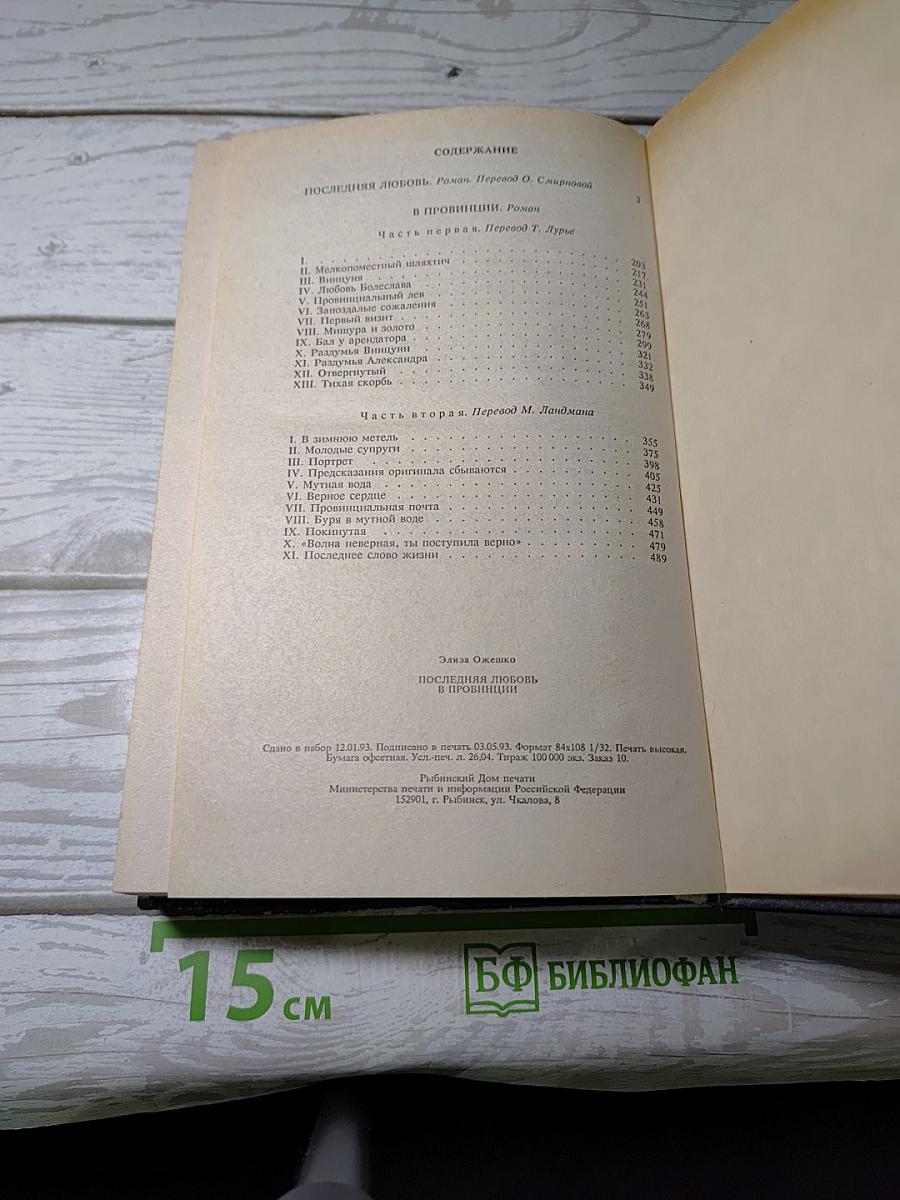 СОДЕРЖАНИЕ
ПОСЛЕДНЯЯ ЛЮБОВЬ. Роман. Перевод О. Смирновой 3
В ПРОВИНЦИИ. Роман
Часть первая. Перевод Т. Лурье
I. 203
II. Мелкопоместный шляхтич 217
III. Винцуня 231
IV. Любовь Болеслава 244
V. Провинциальный лев 251
VI. Запоздалые сожаления 263
VII. Первый визит 268
VIII. Мишура и золото 279
IX. Бал у арендатора 299
X. Раздумья Винцуни 321
XI. Раздумья Александра 332
XII. Отвергнутый 338
XIII. Тихая скорбь 349
Часть вторая. Перевод М. Ландмана
I. В зимнюю метель 355
II. Молодые супруги 375
III. Портрет 398
IV. Предсказания оригинала сбываются 405
V. Мутная вода 425
VI. Верное сердце 431
VII. Провинциальная почта 449
VIII. Буря в мутной воде 458
IX. Покинутая 471
X. «Волна неверная, ты поступила верно» 479
XI. Последнее слово жизни 489
Элиза Ожешко
ПОСЛЕДНЯЯ ЛЮБОВЬ
В ПРОВИНЦИИ
Сдано в набор 12.01.93. Подписано в печать 03.05.93. Формат 84х108 1/32. Печать высокая.
Бумага офсетная. Усл.-печ. л. 26,04. Тираж 100 000 экз. Заказ 10.
Рыбинский Дом печати
Министерства печати и информации Российской Федерации
152901, г. Рыбинск, ул. Чкалова, 8
15 см
БФ БИБЛИОФАН